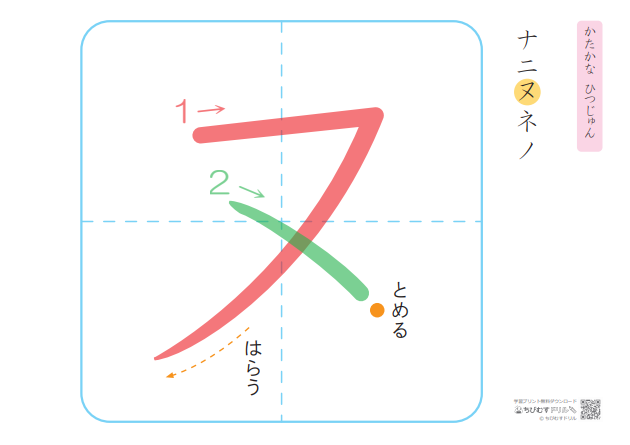 かたかな ひつじゅん
ナニヌネノ
1
2
とめる
はらう
学習プリント無料ダウンロード
ちびむすドリル
© ちびむすドリル